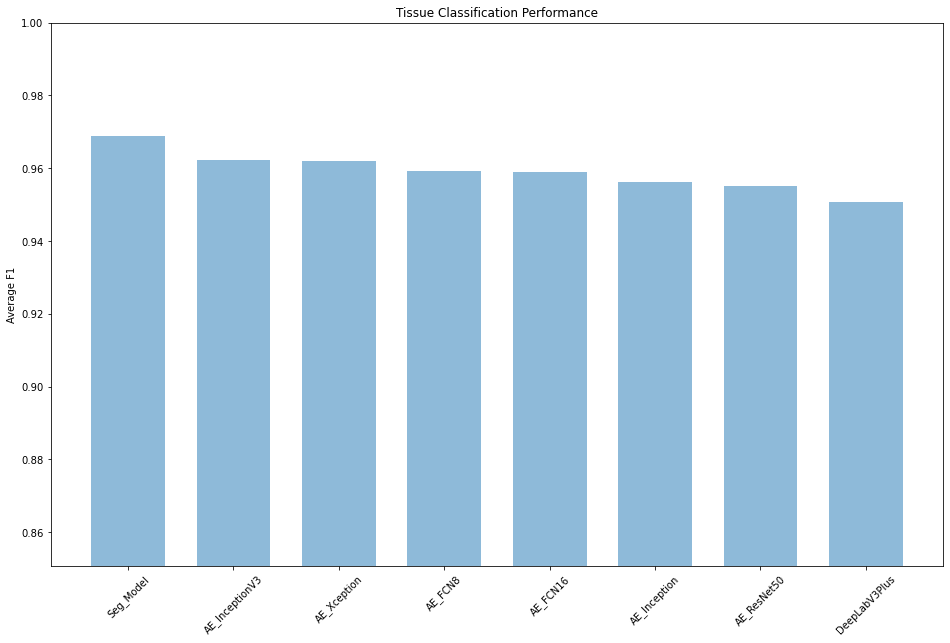 Tissue Classification Performance
1.00
0.98
0.96
0.94
0.92
0.90
0.88
0.86
Average F1
Seg_Model
AE_InceptionV3
AE_Xception
AE_FCN8
AE_FCN16
AE_Inception
AE_ResNet50
DeepLabV3Plus